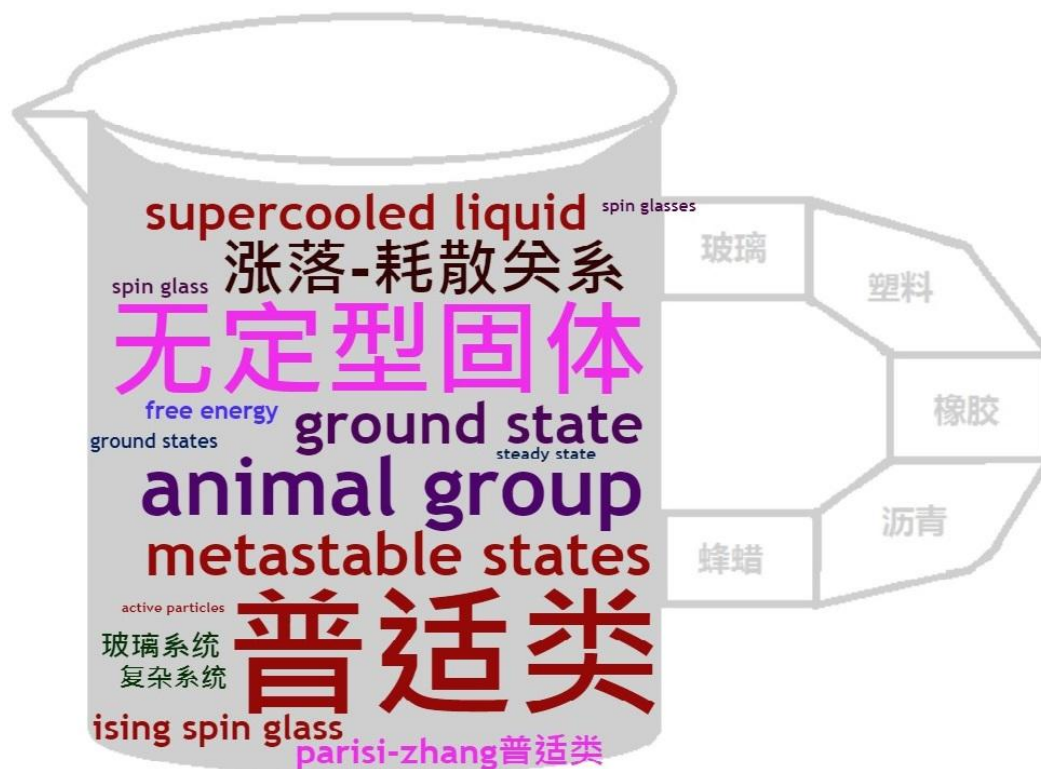 supercooled liquid
spin glasses
涨落-耗散关系
spin glass
无定型固体
free energy
ground state
ground states
steady state
animal group
metastable states
active particles
普适类
玻璃系统
复杂系统
ising spin glass
parisi-zhang普适类
玻璃
塑料
橡胶
沥青
蜂蜡